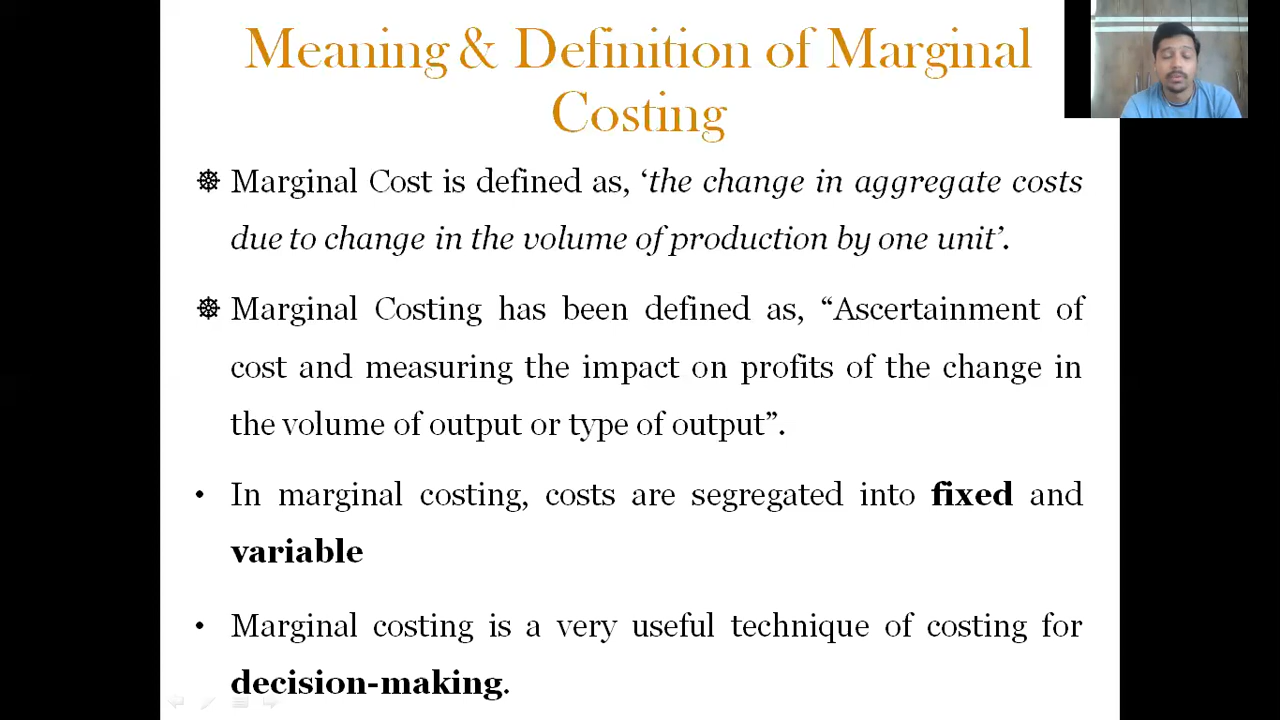 Meaning & Definition of Marginal
Costing
Marginal Cost is defined as, ‘the change in aggregate costs
due to change in the volume of production by one unit’.
Marginal Costing has been defined as, “Ascertainment of
cost and measuring the impact on profits of the change in
the volume of output or type of output”.
• In marginal costing, costs are segregated into fixed and
variable
• Marginal costing is a very useful technique of costing for
decision-making.